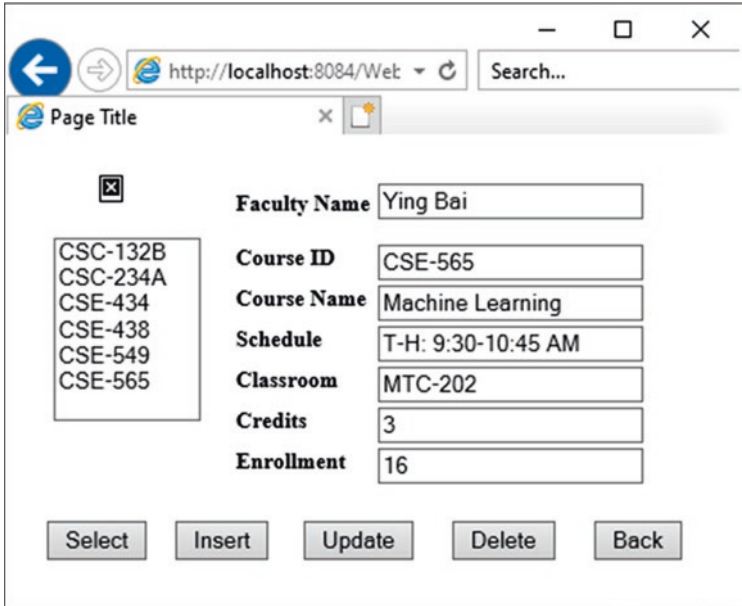 http://localhost:8084/Wet
Search...
Page Title
Faculty Name Ying Bai
CSC-132B
CSC-234A
CSE-434
CSE-438
CSE-549
CSE-565
Course ID CSE-565
Course Name Machine Learning
Schedule T-H: 9:30-10:45 AM
Classroom MTC-202
Credits 3
Enrollment 16
Select Insert Update Delete Back